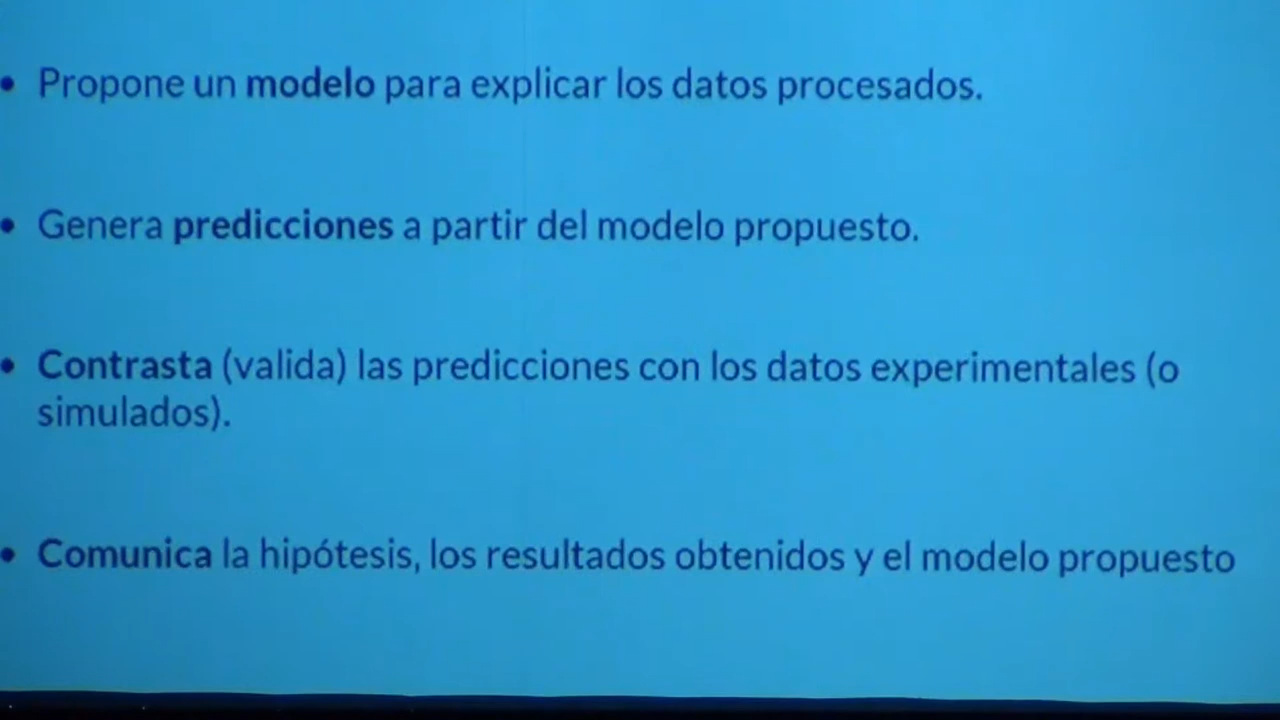 • Propone un modelo para explicar los datos procesados.
• Genera predicciones a partir del modelo propuesto.
• Contrasta (valida) las predicciones con los datos experimentales (o
simulados).
• Comunica la hipótesis, los resultados obtenidos y el modelo propuesto